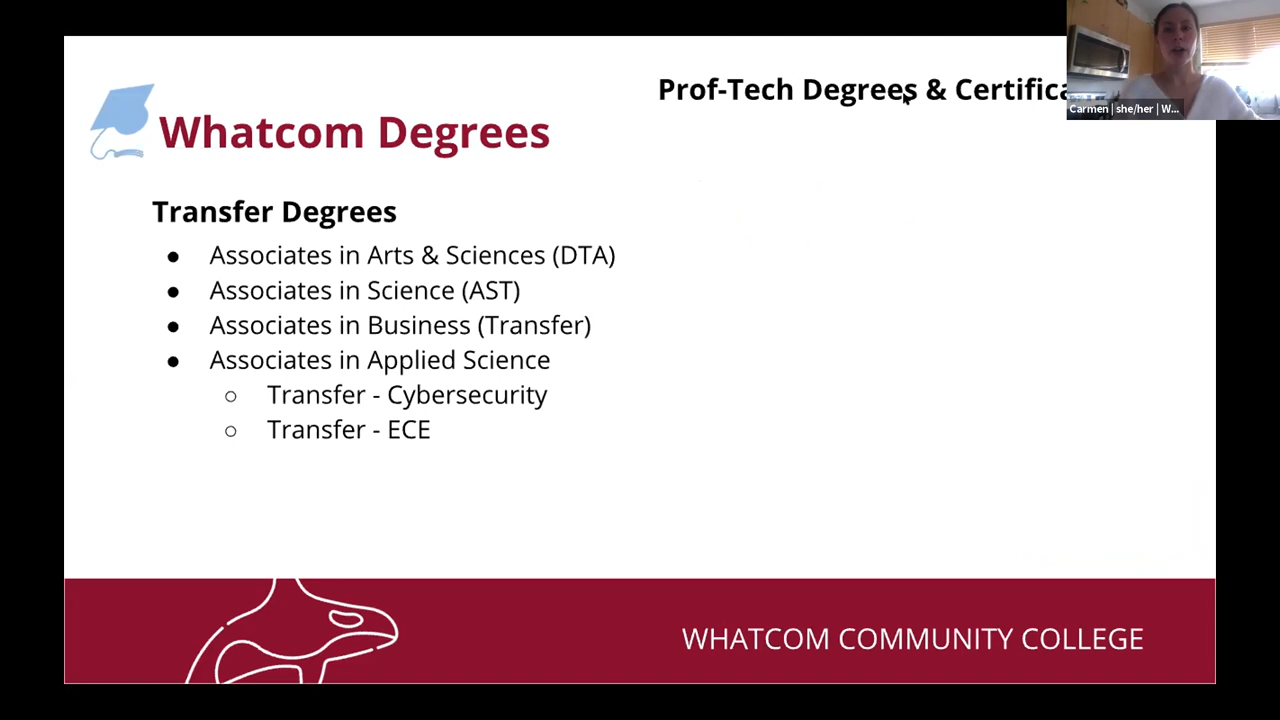 Prof-Tech Degrees & Certifica
Carmen | she/her | W...
Whatcom Degrees
Transfer Degrees
● Associates in Arts & Sciences (DTA)
● Associates in Science (AST)
● Associates in Business (Transfer)
● Associates in Applied Science
○ Transfer - Cybersecurity
○ Transfer - ECE
WHATCOM COMMUNITY COLLEGE